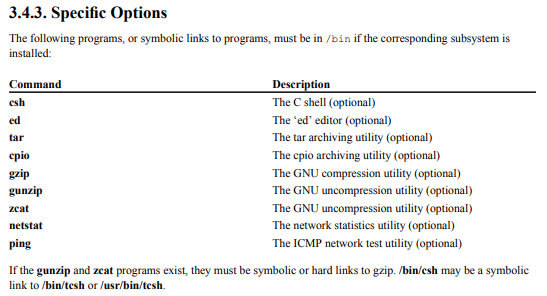 3.4.3. Specific Options
The following programs, or symbolic links to programs, must be in /bin if the corresponding subsystem is
installed:
Command Description
csh The C shell (optional)
ed The ‘ed’ editor (optional)
tar The tar archiving utility (optional)
cpio The cpio archiving utility (optional)
gzip The GNU compression utility (optional)
gunzip The GNU uncompression utility (optional)
zcat The GNU uncompression utility (optional)
netstat The network statistics utility (optional)
ping The ICMP network test utility (optional)
If the gunzip and zcat programs exist, they must be symbolic or hard links to gzip. /bin/csh may be a symbolic
link to /bin/tcsh or /usr/bin/tcsh.